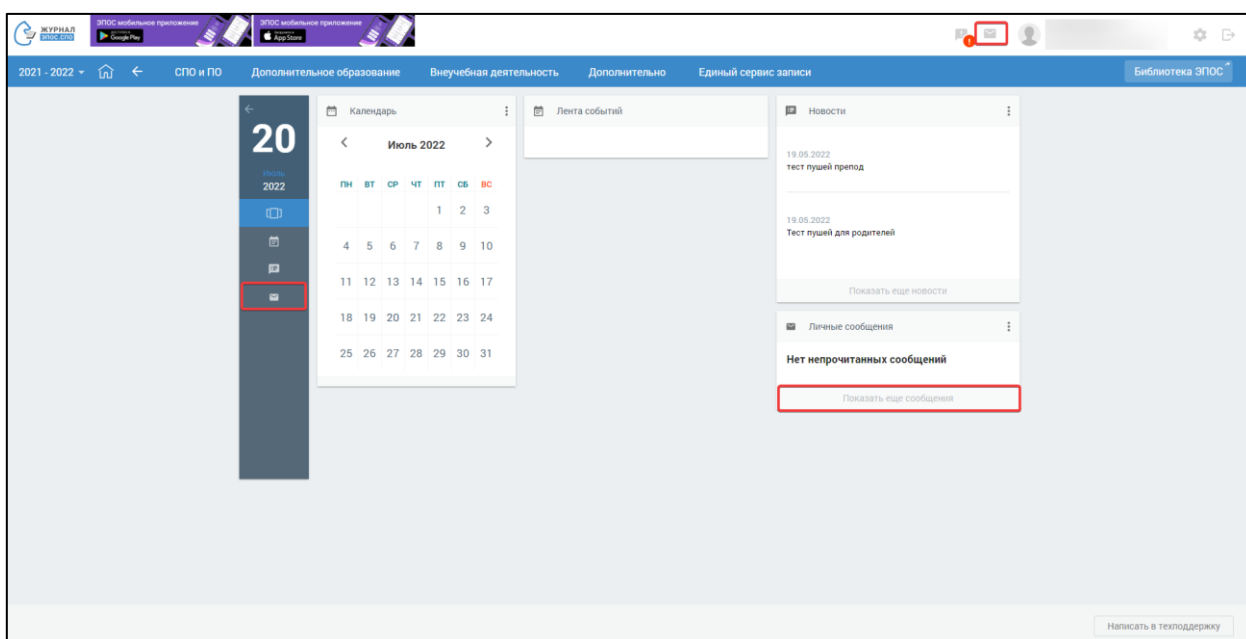 ЖУРНАЛ
ЭПОС.СПО
ЭПОС мобильное приложение
Google Play
ЭПОС мобильное приложение
App Store
2021 - 2022
СПО и ПО
Дополнительное образование
Внеучебная деятельность
Дополнительно
Единый сервис записи
Библиотека ЭПОС
20
Июль
2022
Календарь
Июль 2022
ПН ВТ СР ЧТ ПТ СБ ВС
1 2 3
4 5 6 7 8 9 10
11 12 13 14 15 16 17
18 19 20 21 22 23 24
25 26 27 28 29 30 31
Лента событий
Новости
19.05.2022
тест пушей препод
19.05.2022
Тест пушей для родителей
Показать еще новости
Личные сообщения
Нет непрочитанных сообщений
Показать еще сообщения
Написать в техподдержку